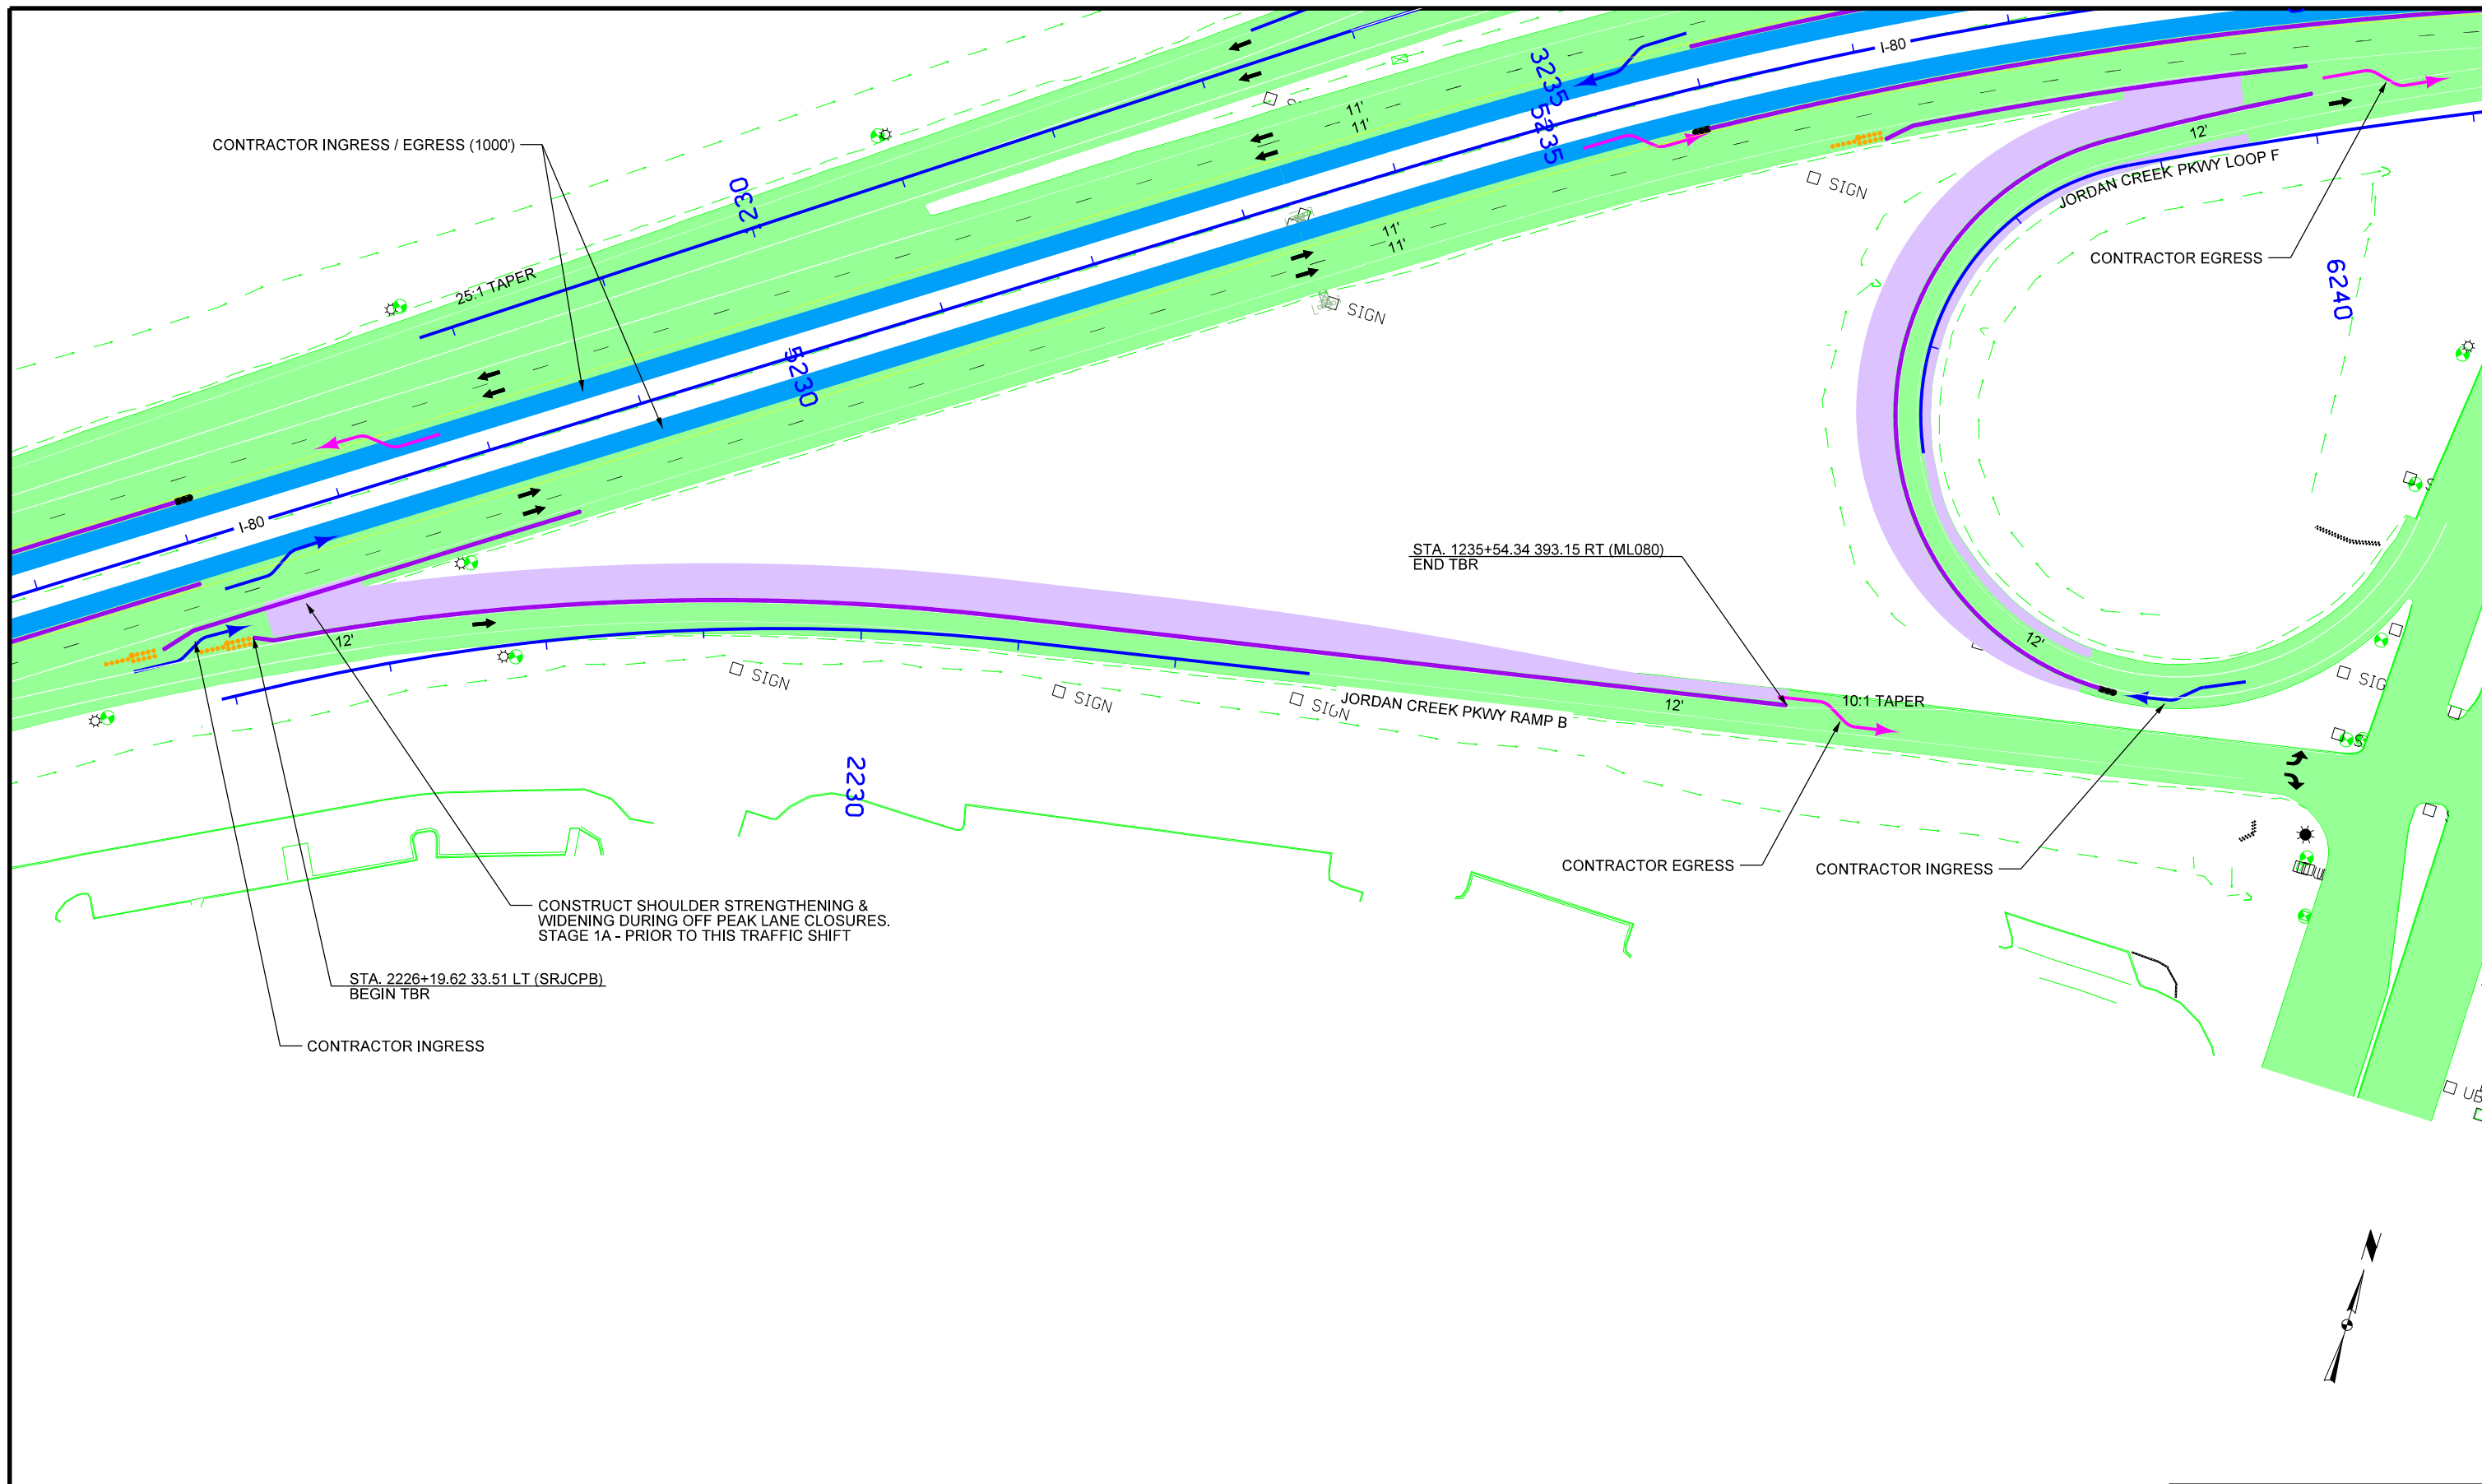 I-80
3235
5235
11'
11'
12'
CONTRACTOR INGRESS / EGRESS (1000')
JORDAN CREEK PKWY LOOP F
SIGN
1230
11'
11'
CONTRACTOR EGRESS
25:1 TAPER
6240
SIGN
5230
I-80
STA. 1235+54.34 393.15 RT (ML080)
END TBR
12'
12'
SIGN
SIGN
SIGN
JORDAN CREEK PKWY RAMP B
12'
10:1 TAPER
2230
CONTRACTOR EGRESS
CONTRACTOR INGRESS
CONSTRUCT SHOULDER STRENGTHENING &
WIDENING DURING OFF PEAK LANE CLOSURES.
STAGE 1A - PRIOR TO THIS TRAFFIC SHIFT
STA. 2226+19.62 33.51 LT (SRJCPB)
BEGIN TBR
CONTRACTOR INGRESS